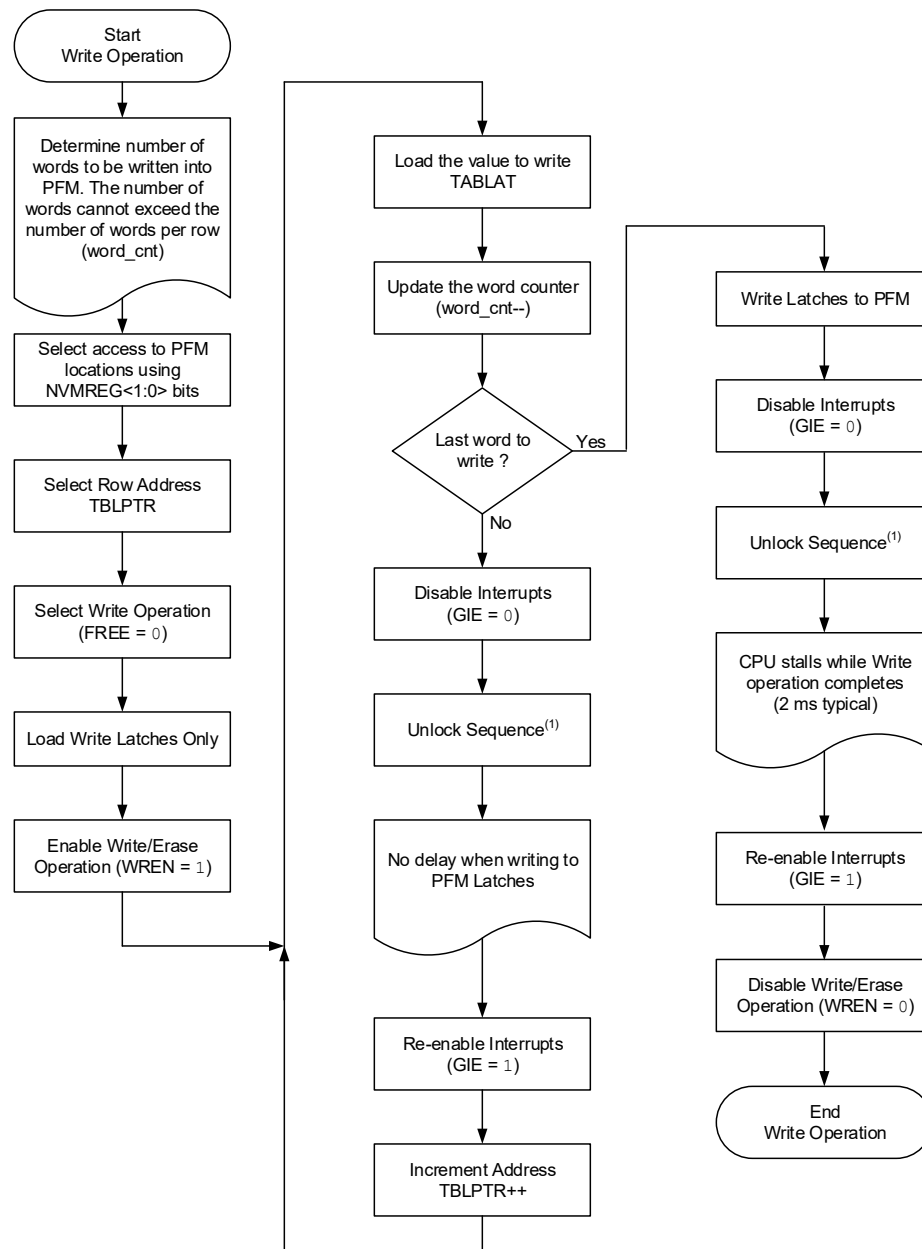 Start
Write Operation
Determine number of
words to be written into
PFM. The number of
words cannot exceed the
number of words per row
(word_cnt)
Select access to PFM
locations using
NVMREG<1:0> bits
Select Row Address
TBLPTR
Select Write Operation
(FREE = 0)
Load Write Latches Only
Enable Write/Erase
Operation (WREN = 1)
Load the value to write
TABLAT
Update the word counter
(word_cnt--)
Last word to
write ?
Yes
No
Disable Interrupts
(GIE = 0)
Unlock Sequence(1)
No delay when writing to
PFM Latches
Re-enable Interrupts
(GIE = 1)
Increment Address
TBLPTR++
Write Latches to PFM
Disable Interrupts
(GIE = 0)
Unlock Sequence(1)
CPU stalls while Write
operation completes
(2 ms typical)
Re-enable Interrupts
(GIE = 1)
Disable Write/Erase
Operation (WREN = 0)
End
Write Operation